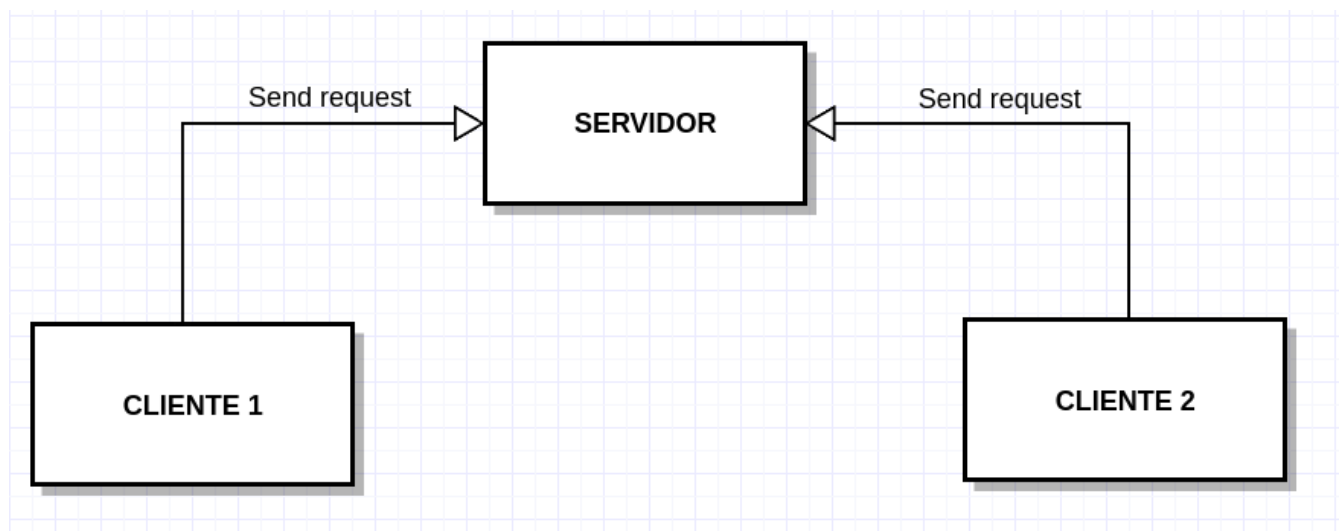 Send request
SERVIDOR
Send request
CLIENTE 1
CLIENTE 2